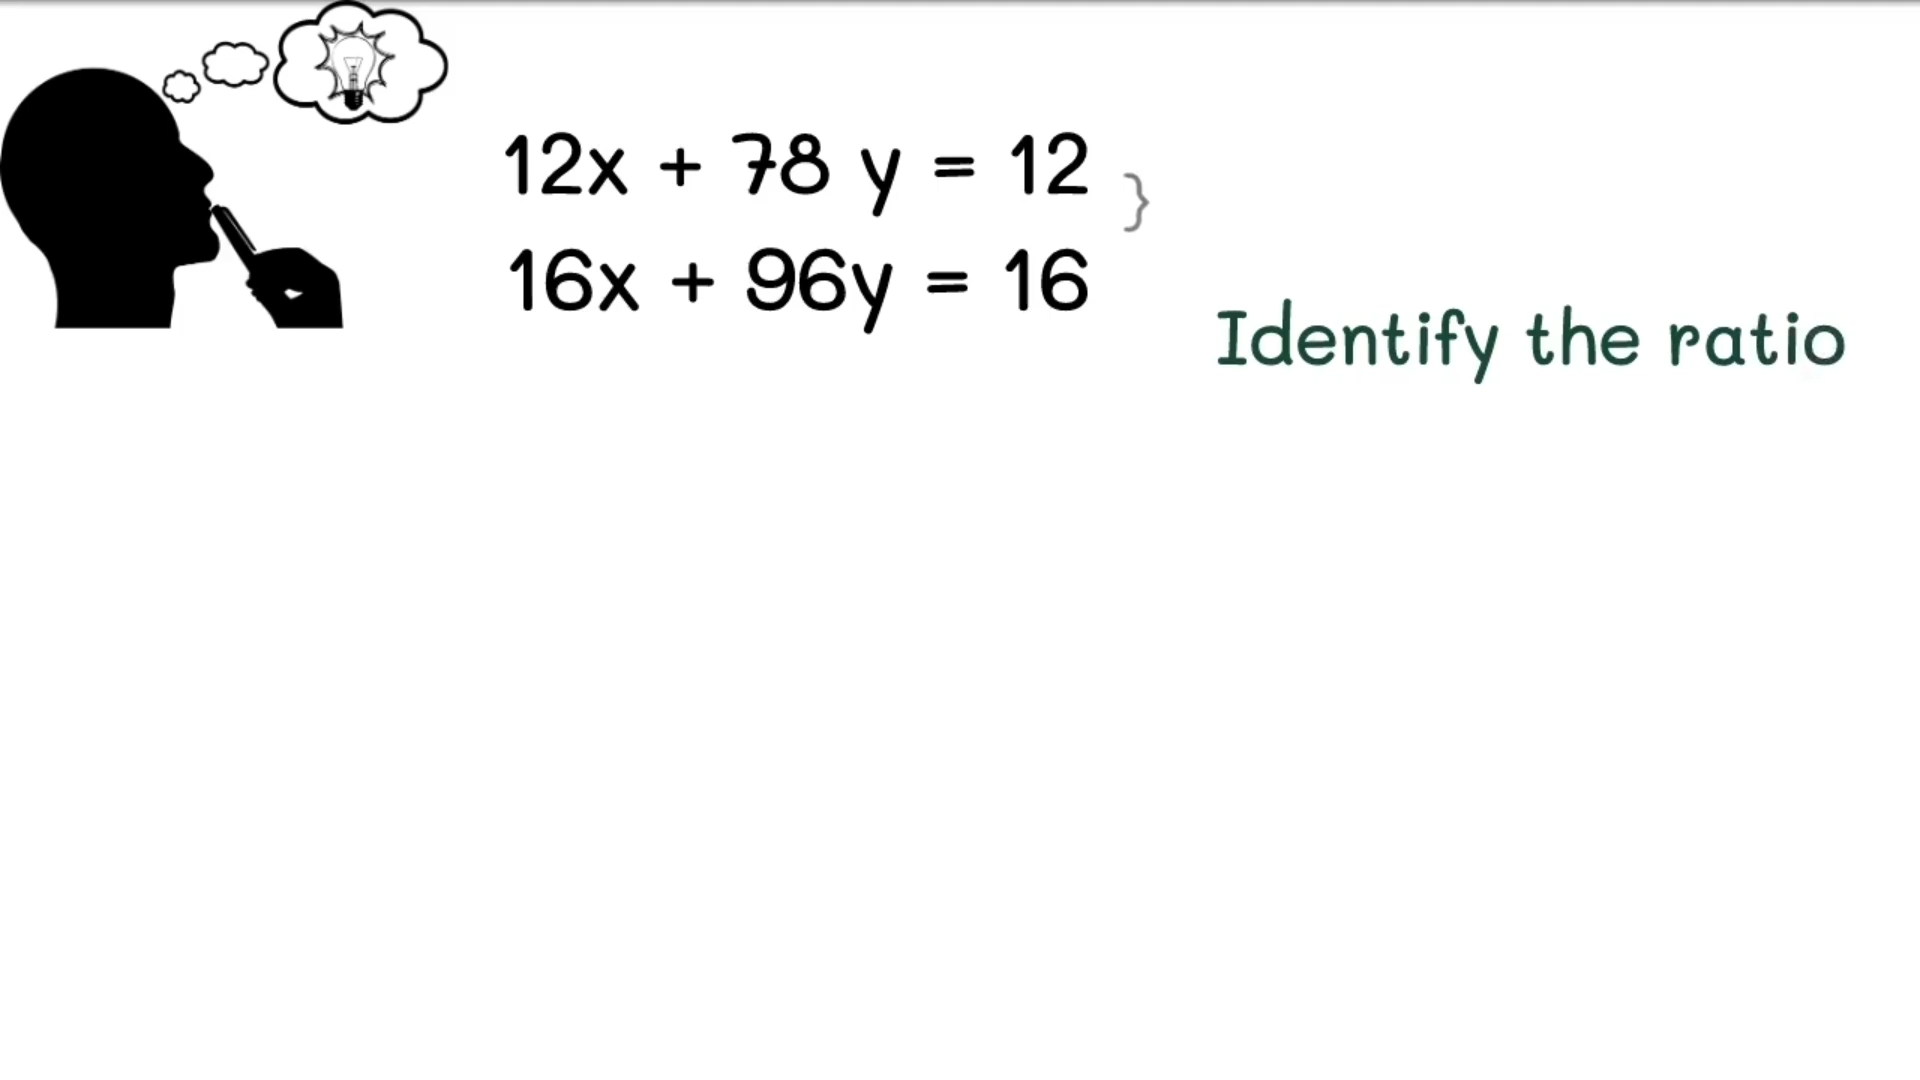 12x + 78 y = 12
}
16x + 96y = 16
Identify the ratio